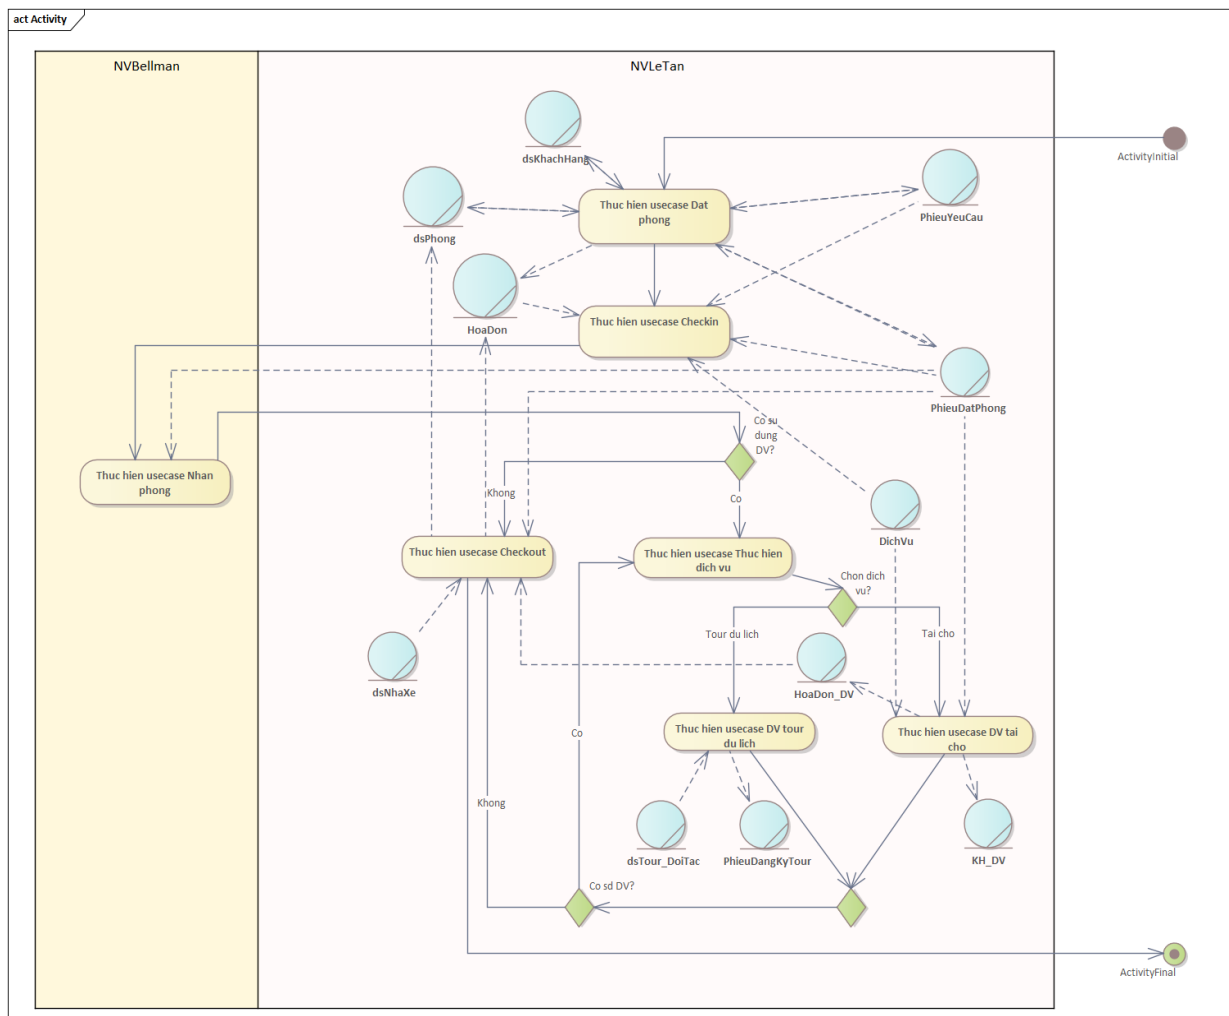 act Activity
NVBellman
NVLeTan
dsKhachHang
ActivityInitial
Thuc hien usecase Dat
phong
PhieuYeuCau
dsPhong
HoaDon
Thuc hien usecase Checkin
PhieuDatPhong
Co su
dung
DV?
Thuc hien usecase Nhan
phong
Khong
Co
DichVu
Thuc hien usecase Checkout
Thuc hien usecase Thuc hien
dich vu
Chon dich
vu?
Tour du lich
Tai cho
dsNhaXe
HoaDon_DV
Thuc hien usecase DV tour
du lich
Thuc hien usecase DV tai
cho
Co
Khong
dsTour_DoiTac
PhieuDangKyTour
KH_DV
Co sd DV?
ActivityFinal